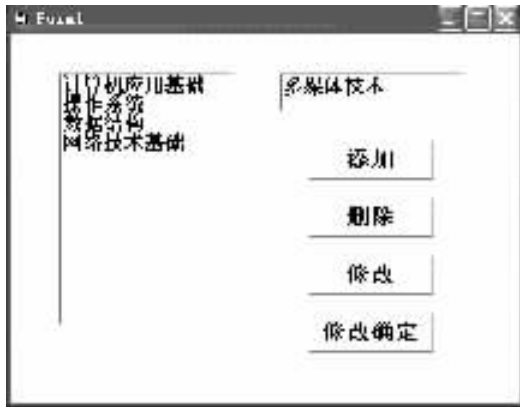 Form1
计算机应用基础
操作系统
数据结构
网络技术基础
多媒体技术
添加
删除
修改
修改确定